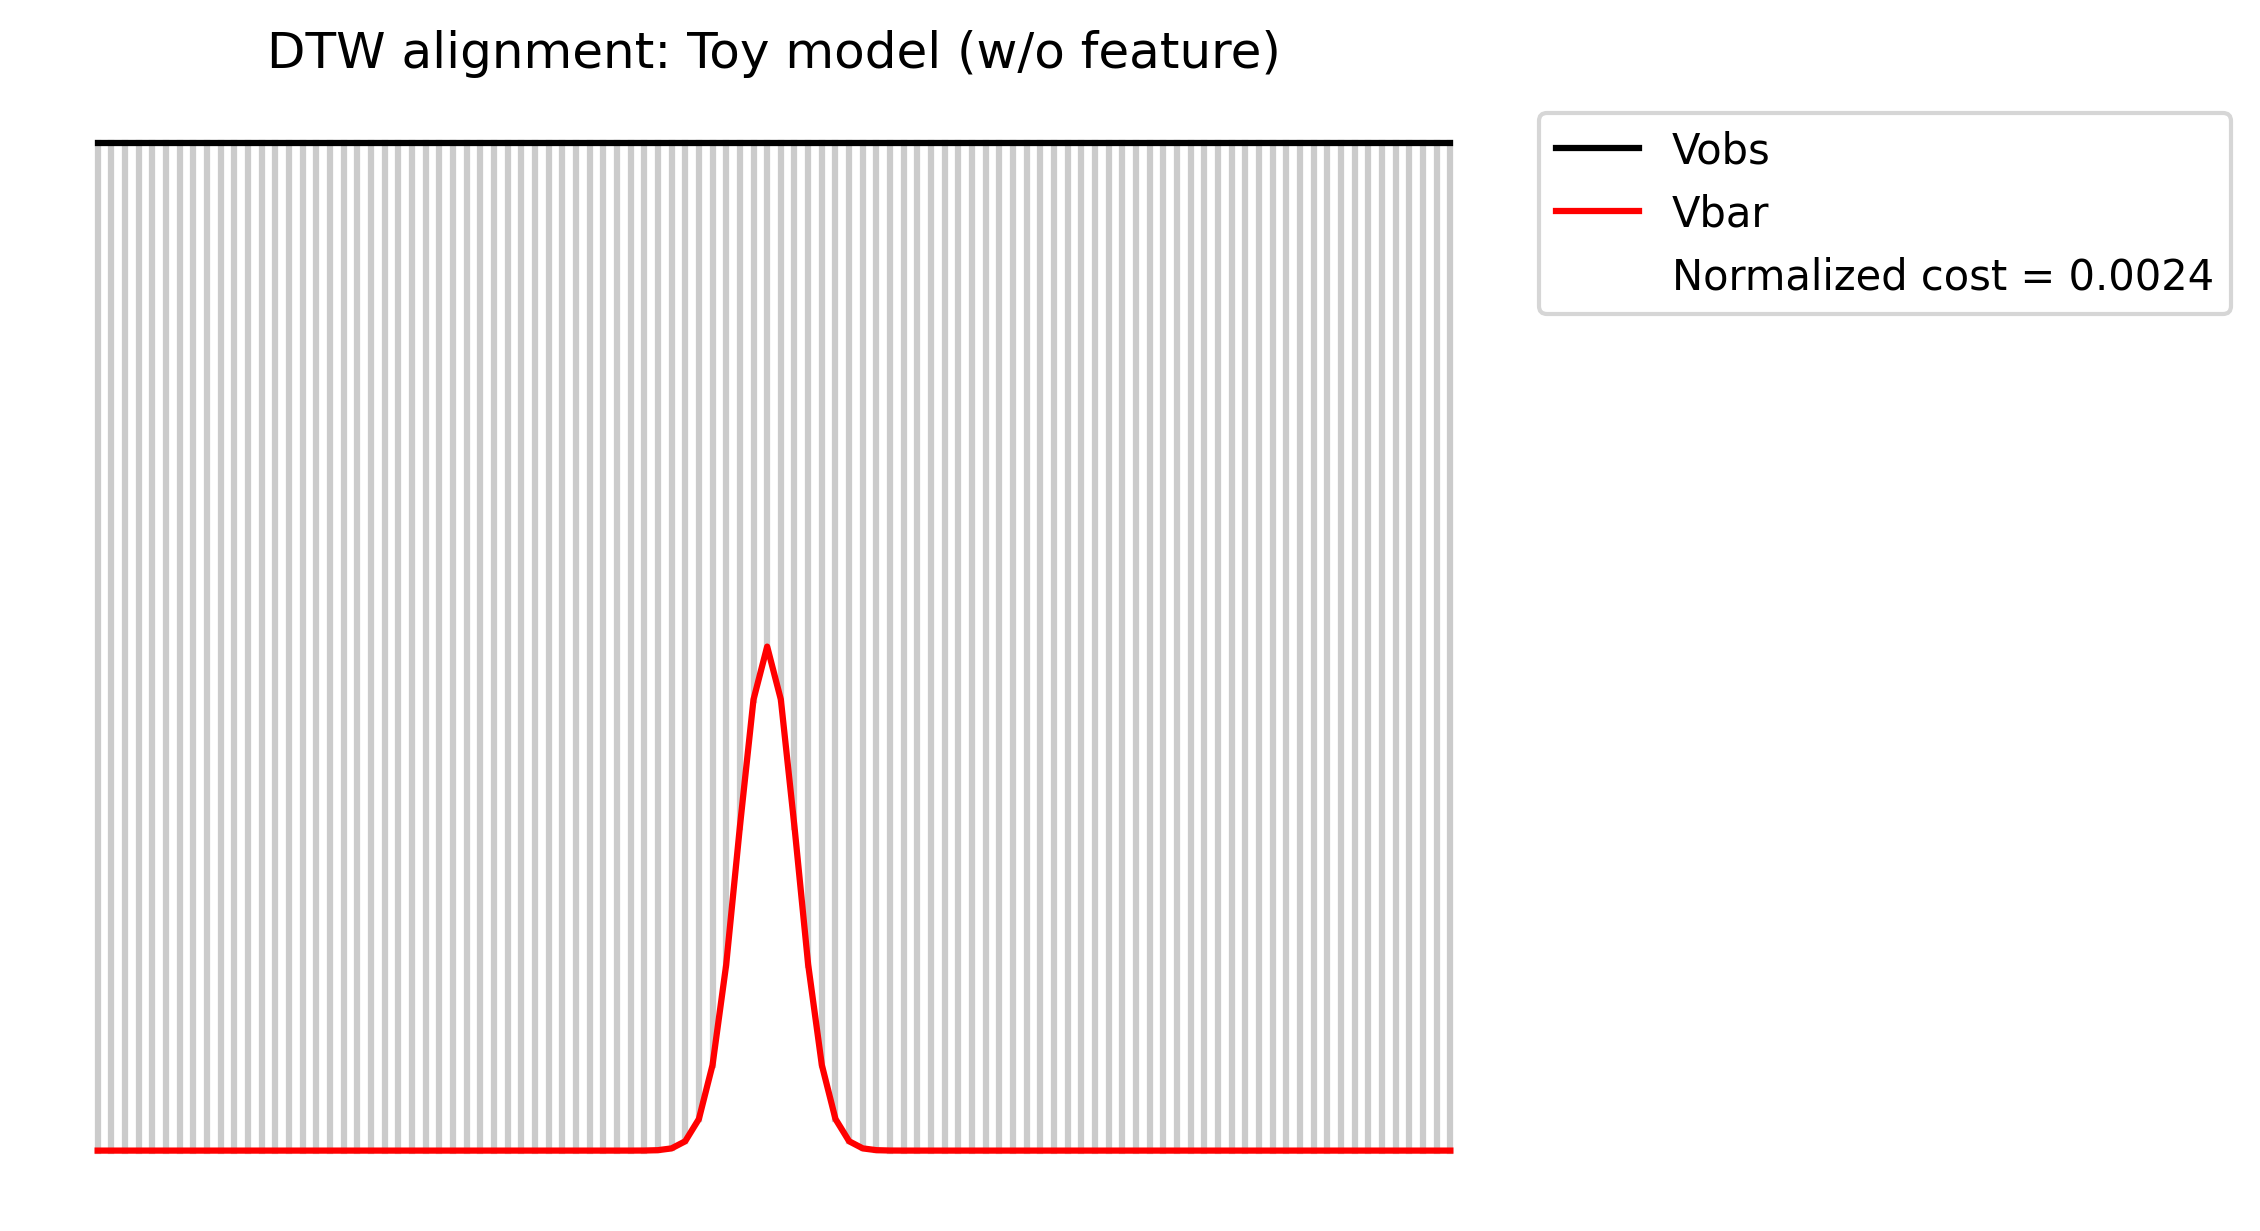 DTW alignment: Toy model (w/o feature)
Vobs
Vbar
Normalized cost = 0.0024